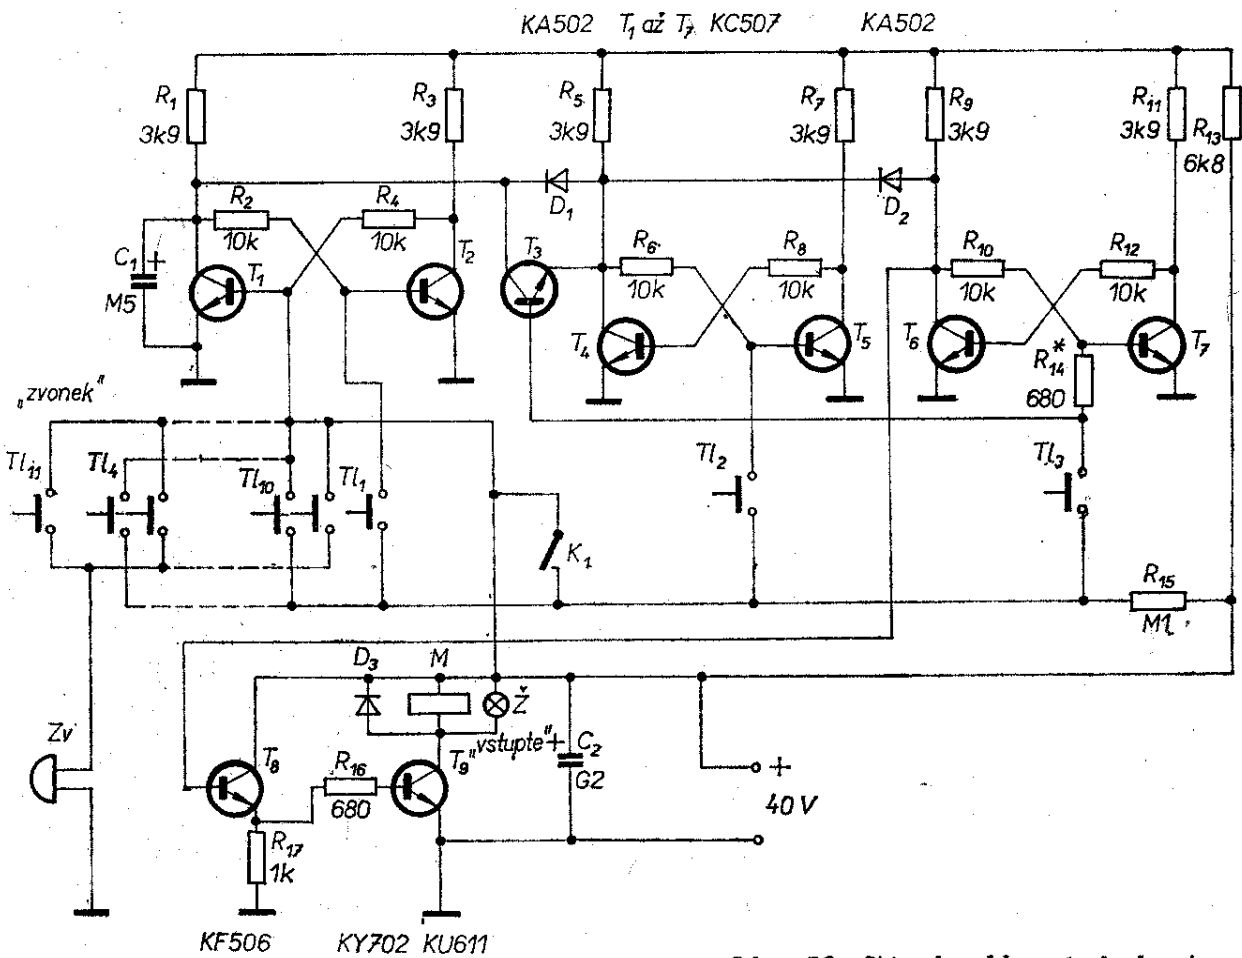 KA502 T₁ až T₇ KC507 KA502
R₁ 3k9
R₃ 3k9
R₅ 3k9
R₇ 3k9
R₉ 3k9
R₁₁ 3k9
R₁₃ 6k8
D₁
D₂
R₂ 10k
R₄ 10k
C₁ + M5
T₁
T₂
T₃
R₆ 10k
R₈ 10k
R₁₀ 10k
R₁₂ 10k
T₄
T₅
T₆
T₇
R₁₄* 680
„zvonek"
Tl₁₁
Tl₄
Tl₁₀
Tl₁
Tl₂
Tl₃
K₁
R₁₅ M1
D₃
M
Ž
"vstupte"
+ C₂ G2
Zv
T₈
R₁₆ 680
T₉
+
40 V
R₁₇ 1k
KF506 KY702 KU611